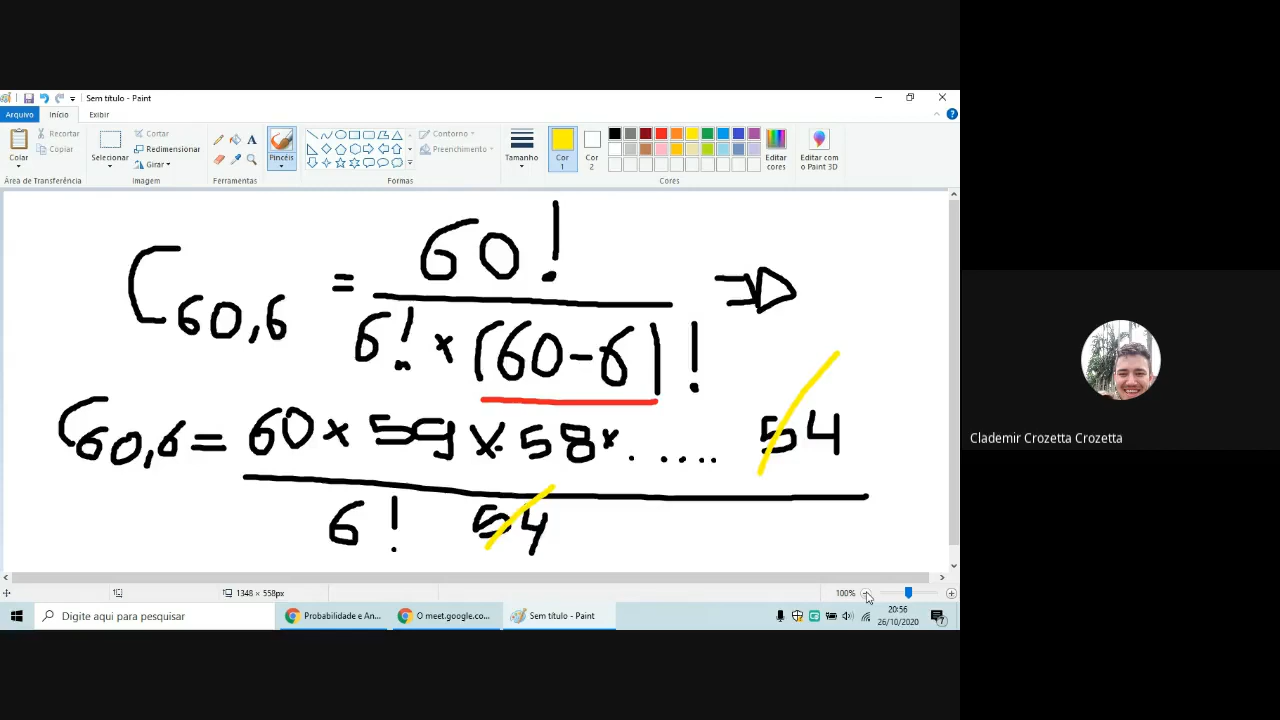 Sem título - Paint
Arquivo Início Exibir
Colar
Recortar
Copiar
Área de Transferência
Selecionar
Cortar
Redimensionar
Girar
Imagem
Ferramentas
Pincéis
Contorno
Preenchimento
Formas
Tamanho
Cor 1
Cor 2
Editar cores
Cores
Editar com o Paint 3D
C60,6 = 60!
6! × (60-6)!
C60,6 = 60 × 59 × 58 × ..... 54
6! 54
Clademir Crozetta Crozetta
1348 × 558px
100%
Digite aqui para pesquisar
Probabilidade e An...
O meet.google.co...
Sem título - Paint
20:56
26/10/2020
7